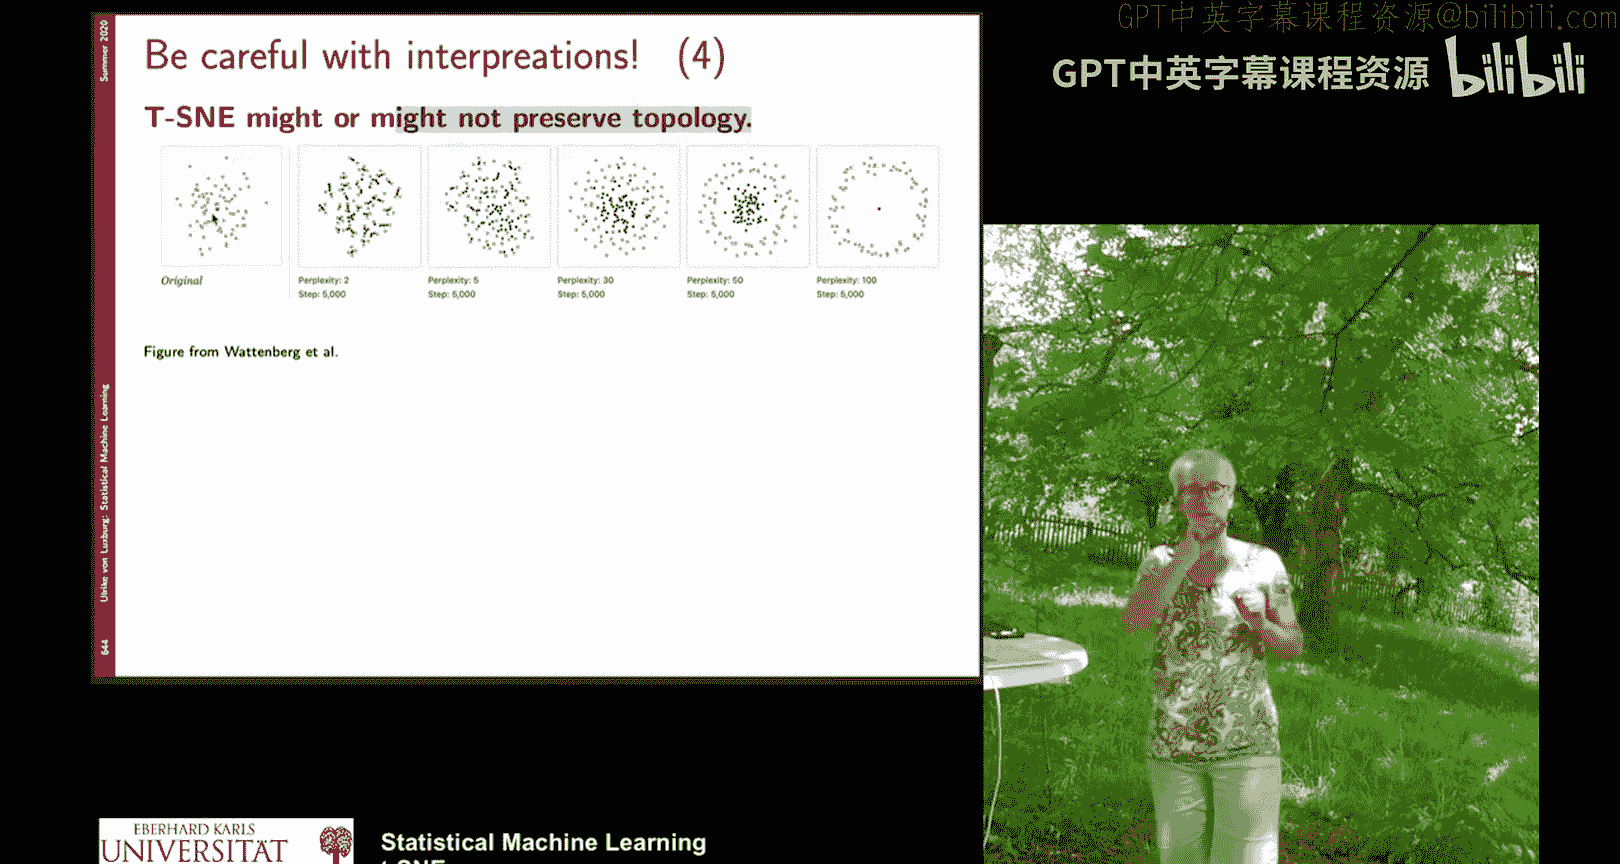 GPT中英字幕课程资源@bilibili.com
GPT中英字幕课程资源 bilibili
Summer 2020
Be careful with interpreations! (4)
T-SNE might or might not preserve topology.
Original
Perplexity: 2
Step: 5,000
Perplexity: 5
Step: 5,000
Perplexity: 30
Step: 5,000
Perplexity: 50
Step: 5,000
Perplexity: 100
Step: 5,000
Figure from Wattenberg et al.
Ulrike von Luxburg: Statistical Machine Learning
644
EBERHARD KARLS
UNIVERSITÄT
Statistical Machine Learning
t-SNE